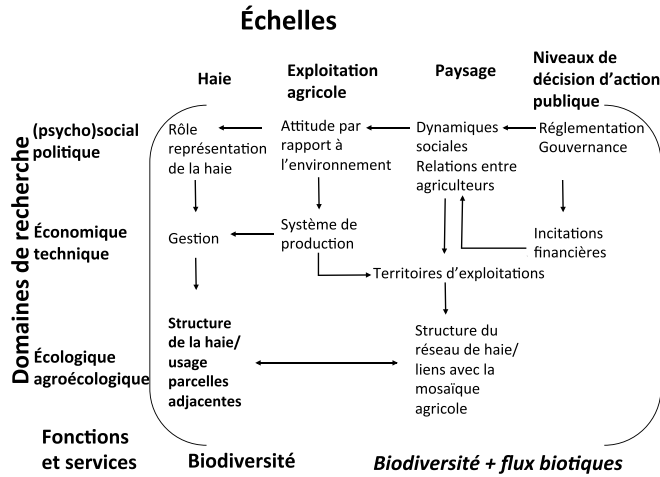 Échelles
Haie
Exploitation
agricole
Paysage
Niveaux de
décision d'action
publique
Domaines de recherche
(psycho)social
politique
Rôle
représentation
de la haie
Attitude par
rapport à
l'environnement
Dynamiques
sociales
Relations entre
agriculteurs
Réglementation
Gouvernance
Économique
technique
Gestion
Système de
production
Incitations
financières
Territoires d'exploitations
Écologique
agroécologique
Structure
de la haie/
usage
parcelles
adjacentes
Structure du
réseau de haie/
liens avec la
mosaïque
agricole
Fonctions
et services
Biodiversité
Biodiversité + flux biotiques